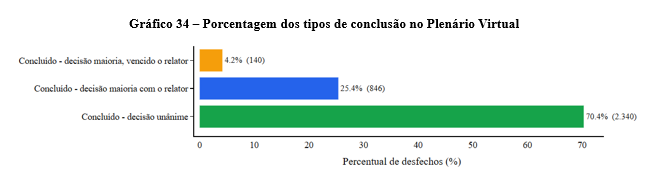 Gráfico 34 – Porcentagem dos tipos de conclusão no Plenário Virtual
Concluído - decisão maioria, vencido o relator 4.2% (140)
Concluído - decisão maioria com o relator 25.4% (846)
Concluído - decisão unânime 70.4% (2.340)
0 10 20 30 40 50 60 70
Percentual de desfechos (%)